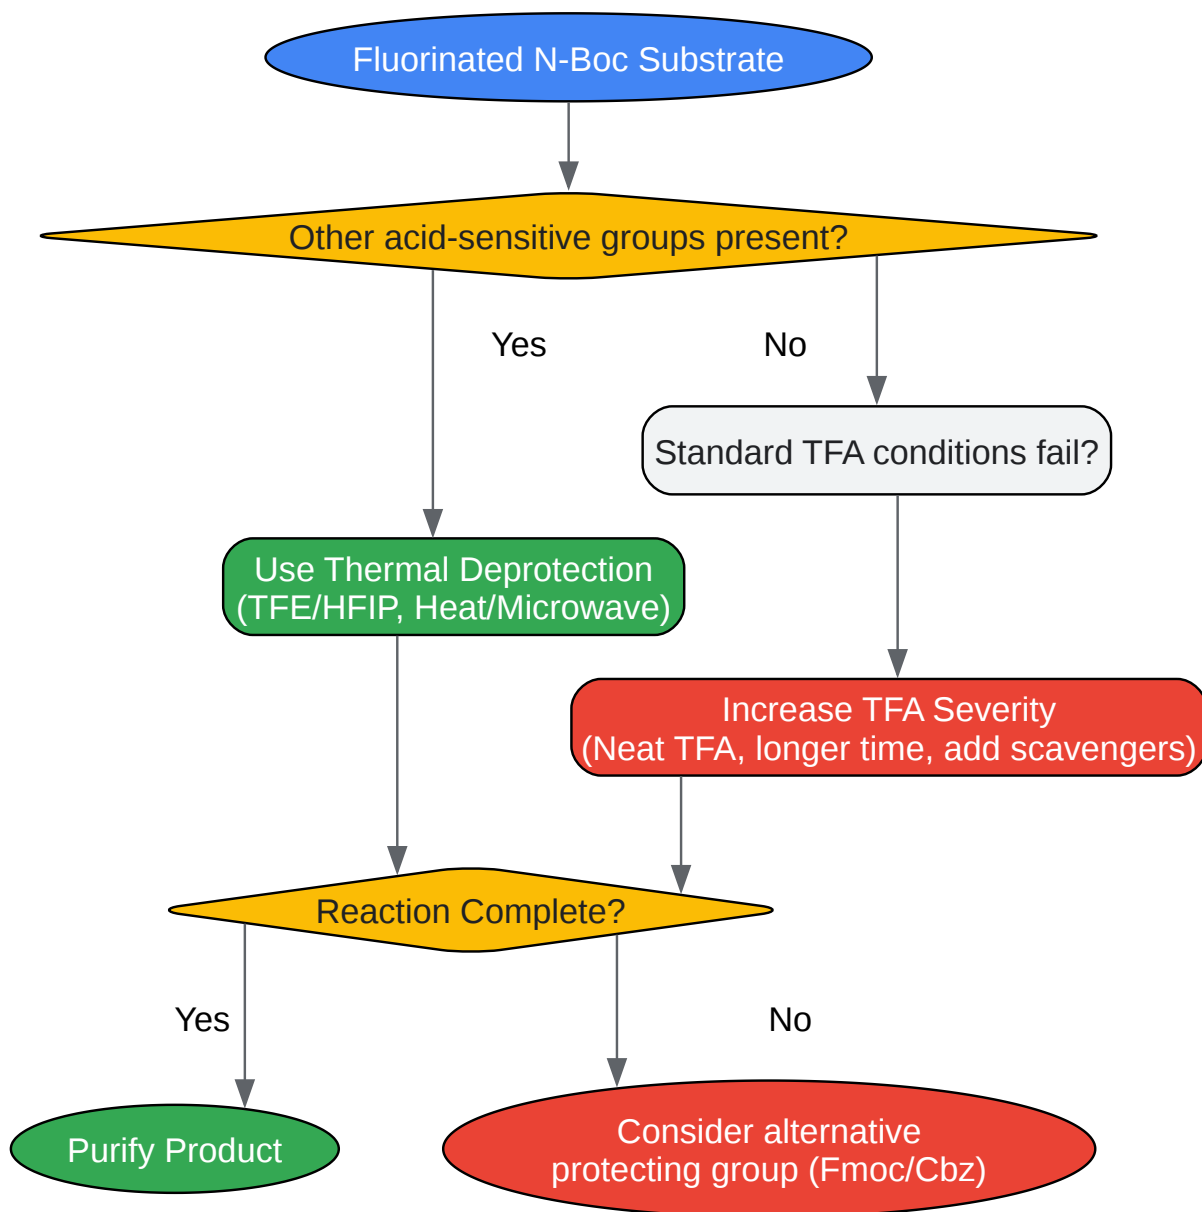 Fluorinated N-Boc Substrate
Other acid-sensitive groups present?
Yes
No
Standard TFA conditions fail?
Use Thermal Deprotection
(TFE/HFIP, Heat/Microwave)
Increase TFA Severity
(Neat TFA, longer time, add scavengers)
Reaction Complete?
Yes
No
Purify Product
Consider alternative
protecting group (Fmoc/Cbz)